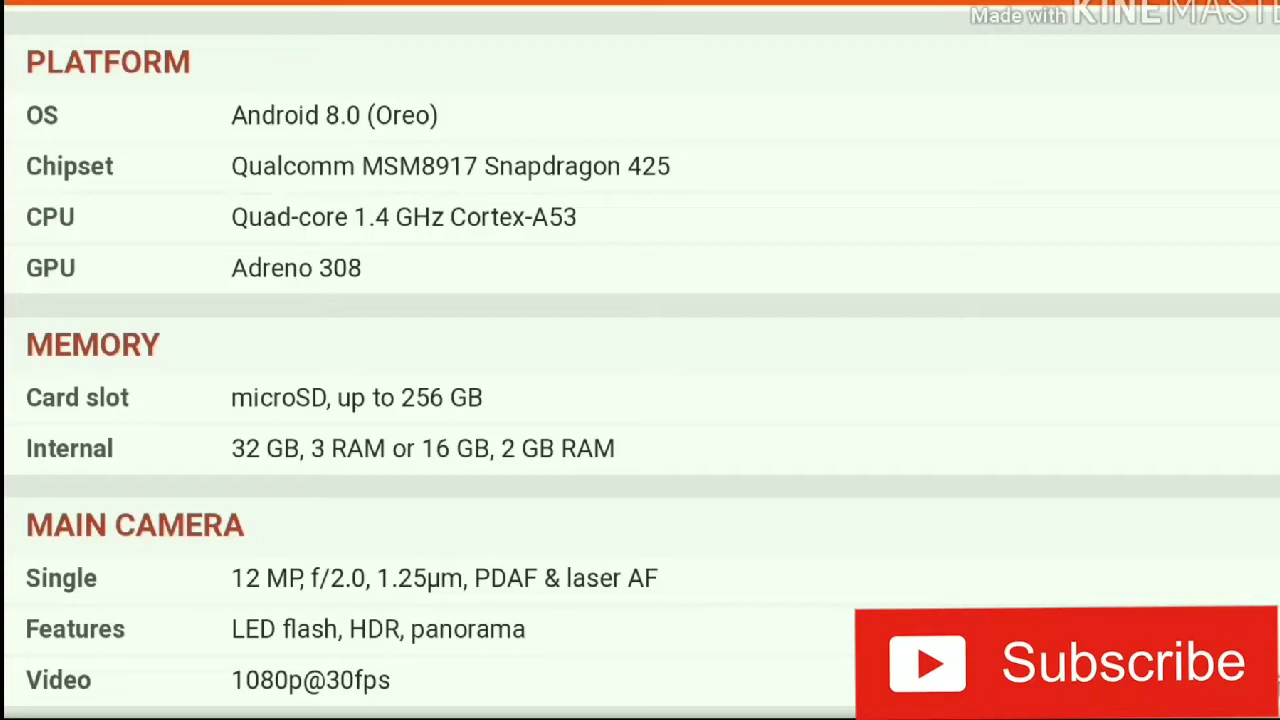 Made with KINEMASTE
PLATFORM
OS Android 8.0 (Oreo)
Chipset Qualcomm MSM8917 Snapdragon 425
CPU Quad-core 1.4 GHz Cortex-A53
GPU Adreno 308
MEMORY
Card slot microSD, up to 256 GB
Internal 32 GB, 3 RAM or 16 GB, 2 GB RAM
MAIN CAMERA
Single 12 MP, f/2.0, 1.25µm, PDAF & laser AF
Features LED flash, HDR, panorama
Video 1080p@30fps
Subscribe